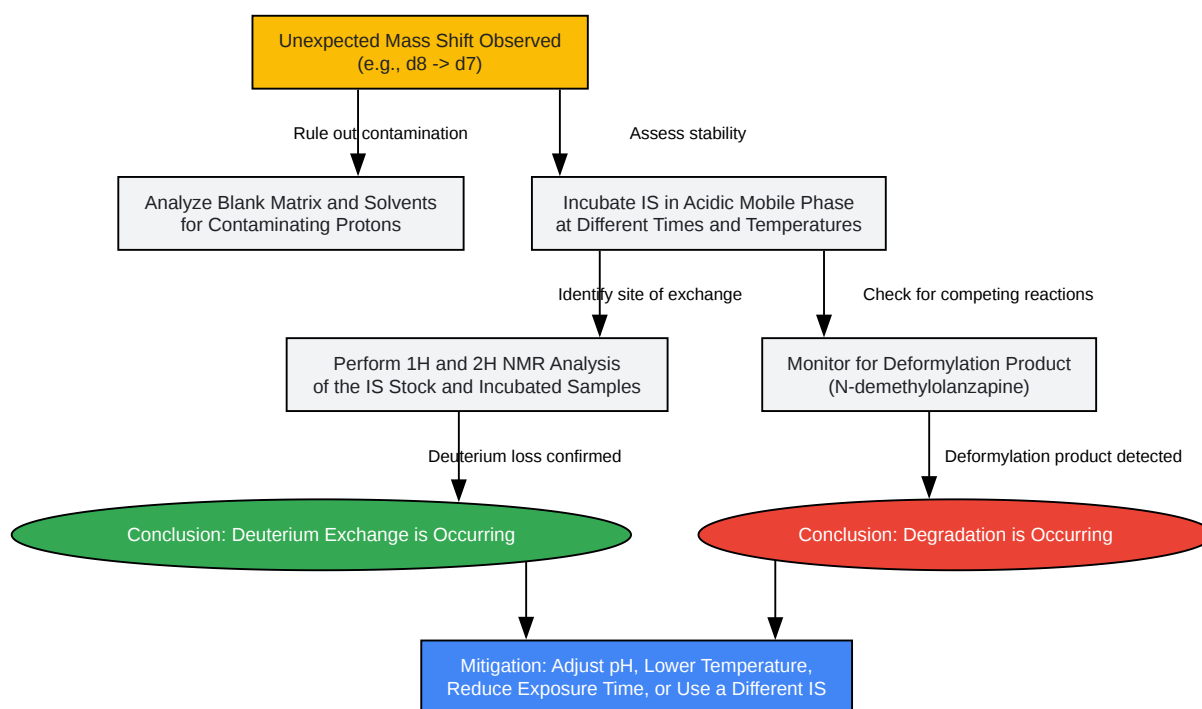 Unexpected Mass Shift Observed
(e.g., d8 -> d7)
Rule out contamination
Assess stability
Analyze Blank Matrix and Solvents
for Contaminating Protons
Incubate IS in Acidic Mobile Phase
at Different Times and Temperatures
Identify site of exchange
Check for competing reactions
Perform 1H and 2H NMR Analysis
of the IS Stock and Incubated Samples
Monitor for Deformylation Product
(N-demethylolanzapine)
Deuterium loss confirmed
Deformylation product detected
Conclusion: Deuterium Exchange is Occurring
Conclusion: Degradation is Occurring
Mitigation: Adjust pH, Lower Temperature,
Reduce Exposure Time, or Use a Different IS